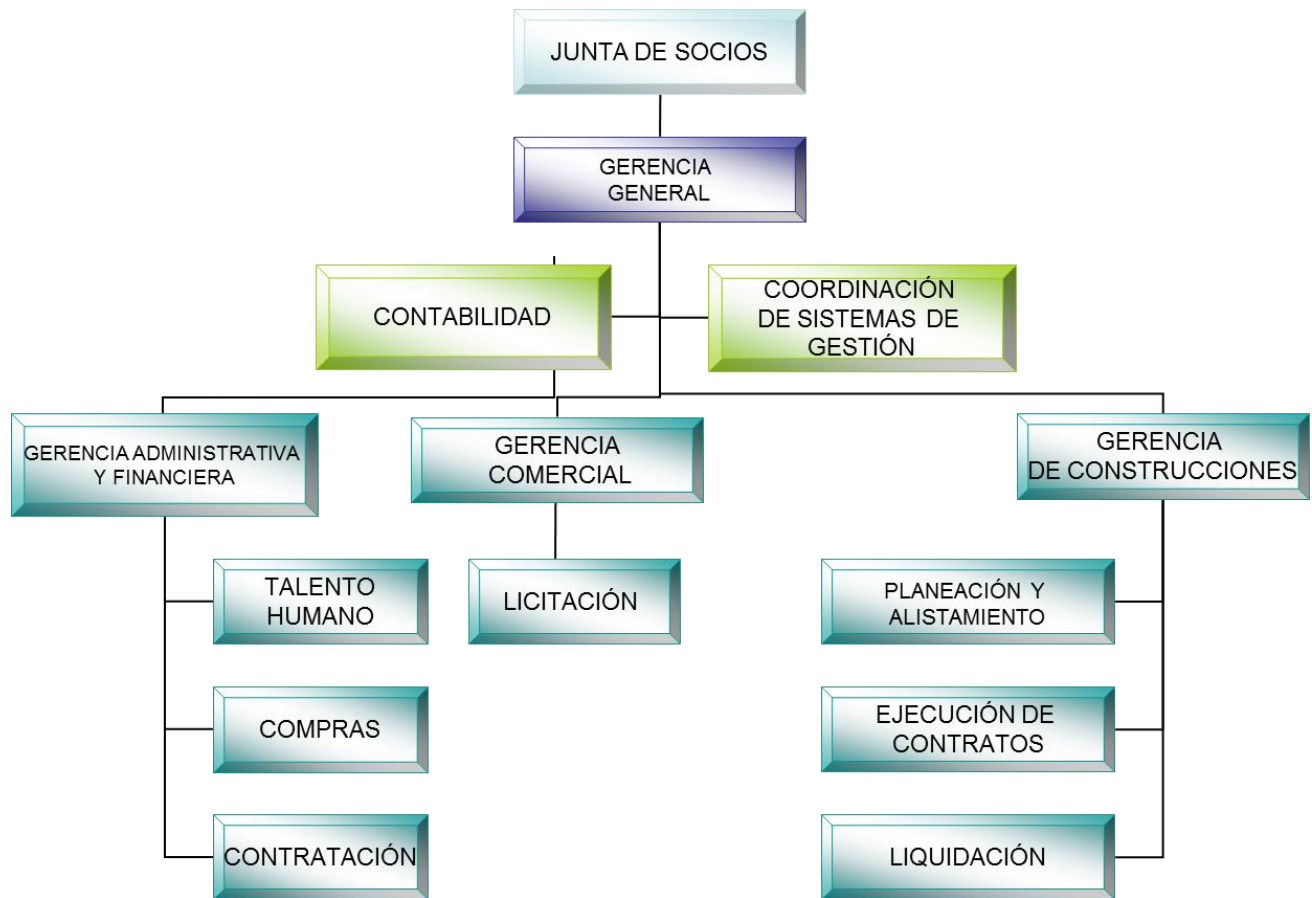 JUNTA DE SOCIOS
GERENCIA
GENERAL
CONTABILIDAD
COORDINACIÓN
DE SISTEMAS DE
GESTIÓN
GERENCIA ADMINISTRATIVA
Y FINANCIERA
GERENCIA
COMERCIAL
GERENCIA
DE CONSTRUCCIONES
TALENTO
HUMANO
LICITACIÓN
PLANEACIÓN Y
ALISTAMIENTO
COMPRAS
EJECUCIÓN DE
CONTRATOS
CONTRATACIÓN
LIQUIDACIÓN